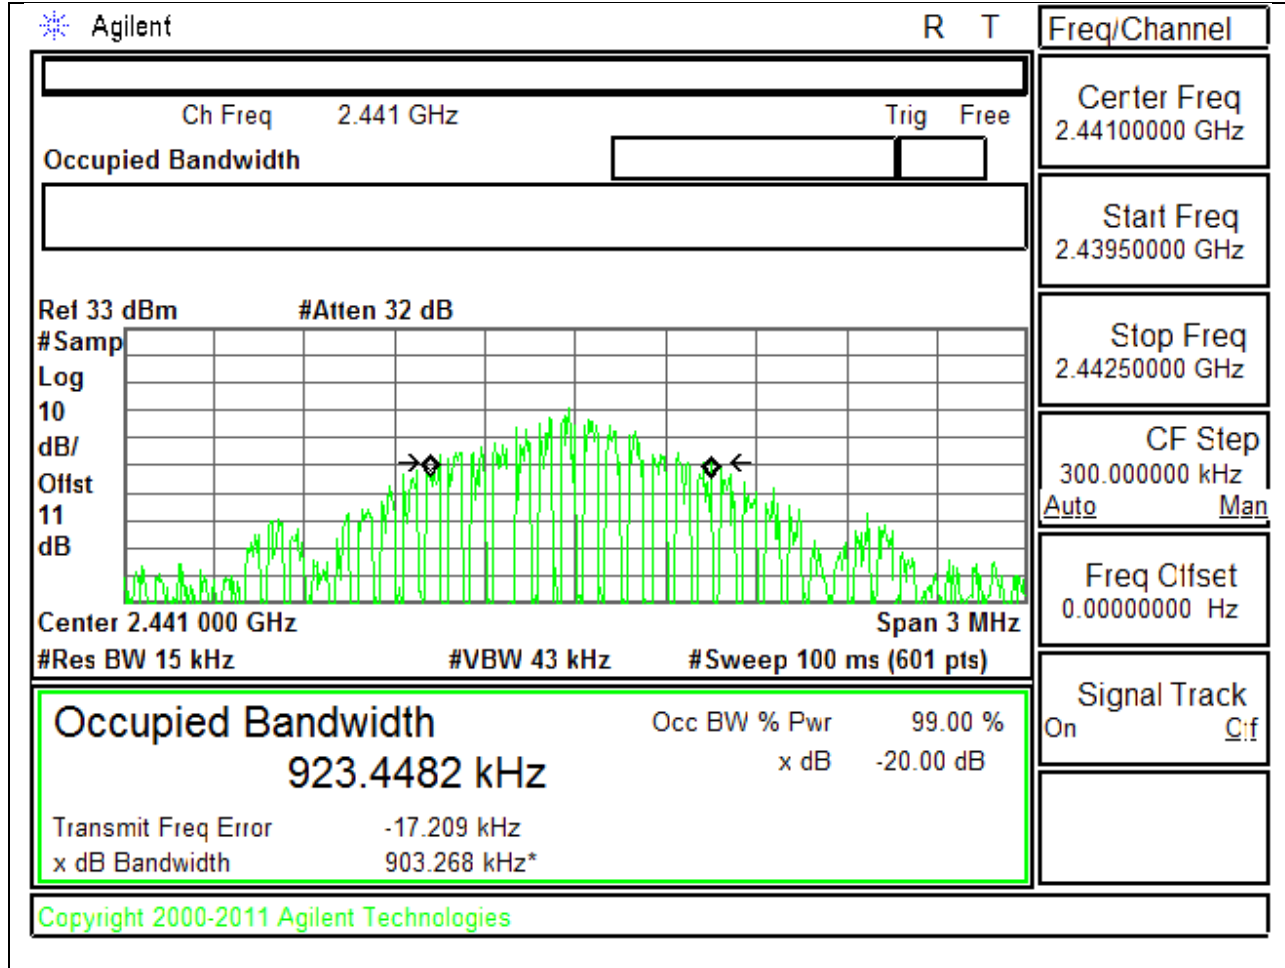 Agilent R T
Freq/Channel
Ch Freq 2.441 GHz Trig Free
Occupied Bandwidth
Center Freq
2.44100000 GHz
Start Freq
2.43950000 GHz
Stop Freq
2.44250000 GHz
CF Step
300.000000 kHz
Auto Man
Freq Offset
0.00000000 Hz
Signal Track
On Off
Ref 33 dBm #Atten 32 dB
#Samp
Log
10
dB/
Offst
11
dB
Center 2.441 000 GHz Span 3 MHz
#Res BW 15 kHz #VBW 43 kHz #Sweep 100 ms (601 pts)
Occupied Bandwidth Occ BW % Pwr 99.00 %
923.4482 kHz x dB -20.00 dB
Transmit Freq Error -17.209 kHz
x dB Bandwidth 903.268 kHz*
Copyright 2000-2011 Agilent Technologies